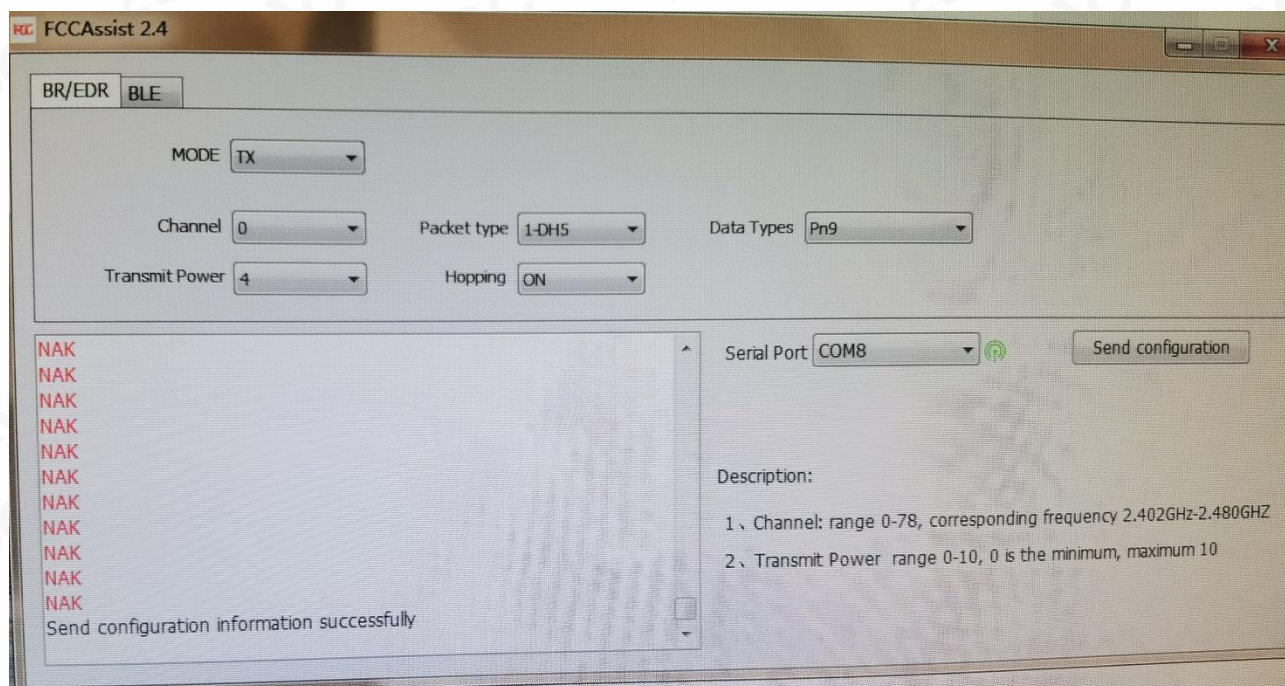 RTC FCCAssist 2.4
BR/EDR BLE
MODE TX
Channel 0 Packet type 1-DH5 Data Types Pn9
Transmit Power 4 Hopping ON
NAK
NAK
NAK
NAK
NAK
NAK
NAK
NAK
NAK
NAK
NAK
Send configuration information successfully
Serial Port COM8 Send configuration
Description:
1、Channel: range 0-78, corresponding frequency 2.402GHz-2.480GHZ
2、Transmit Power range 0-10, 0 is the minimum, maximum 10